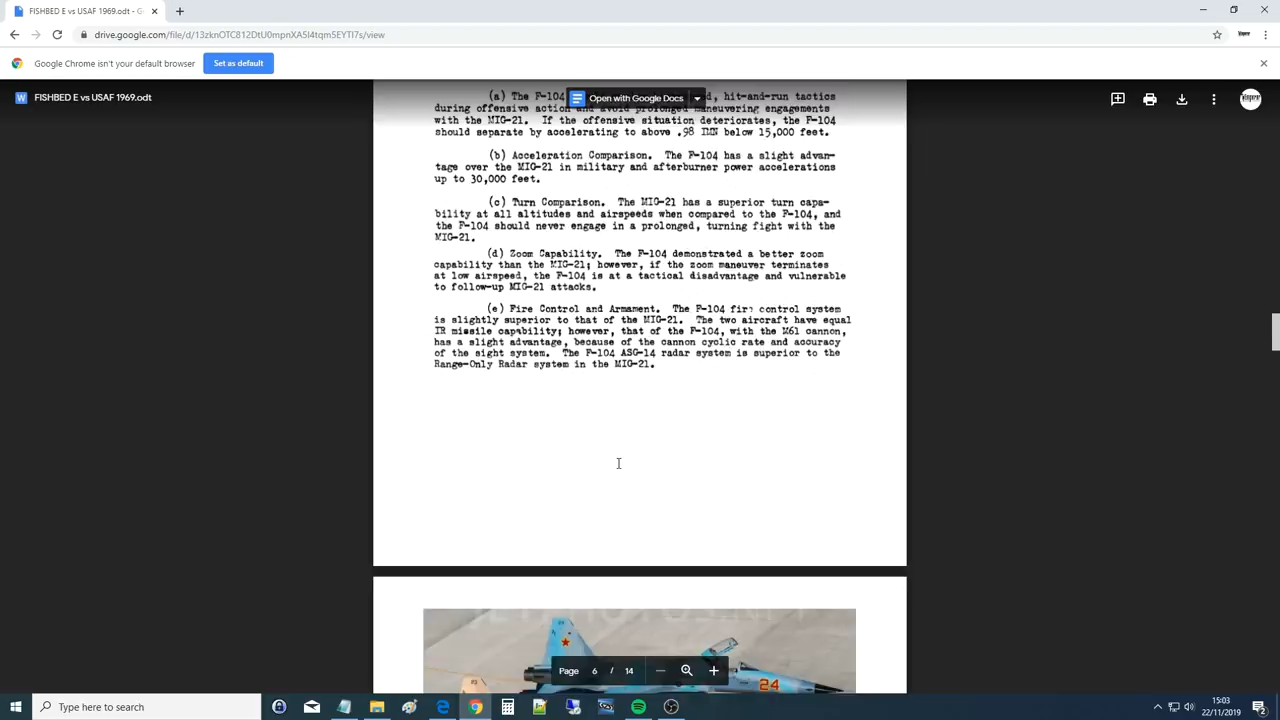 FISHBED E vs USAF 1969.odt - G
drive.google.com/file/d/13zknOTC812DtU0mpnXA5I4tqm5EYTI7s/view
Google Chrome isn't your default browser
Set as default
FISHBED E vs USAF 1969.odt
Open with Google Docs
(a) The F-104 d, hit-and-run tactics
during offensive action and avoid prolonged maneuvering engagements
with the MIG-21. If the offensive situation deteriorates, the F-104
should separate by accelerating to above .98 IMN below 15,000 feet.
(b) Acceleration Comparison. The F-104 has a slight advan-
tage over the MIG-21 in military and afterburner power accelerations
up to 30,000 feet.
(c) Turn Comparison. The MIG-21 has a superior turn capa-
bility at all altitudes and airspeeds when compared to the F-104, and
the F-104 should never engage in a prolonged, turning fight with the
MIG-21.
(d) Zoom Capability. The F-104 demonstrated a better zoom
capability than the MIG-21; however, if the zoom maneuver terminates
at low airspeed, the F-104 is at a tactical disadvantage and vulnerable
to follow-up MIG-21 attacks.
(e) Fire Control and Armament. The F-104 fire control system
is slightly superior to that of the MIG-21. The two aircraft have equal
IR missile capability; however, that of the F-104, with the M61 cannon,
has a slight advantage, because of the cannon cyclic rate and accuracy
of the sight system. The F-104 ASG-14 radar system is superior to the
Range-Only Radar system in the MIG-21.
24
Page 6 / 14
Type here to search
15:03
22/11/2019
2